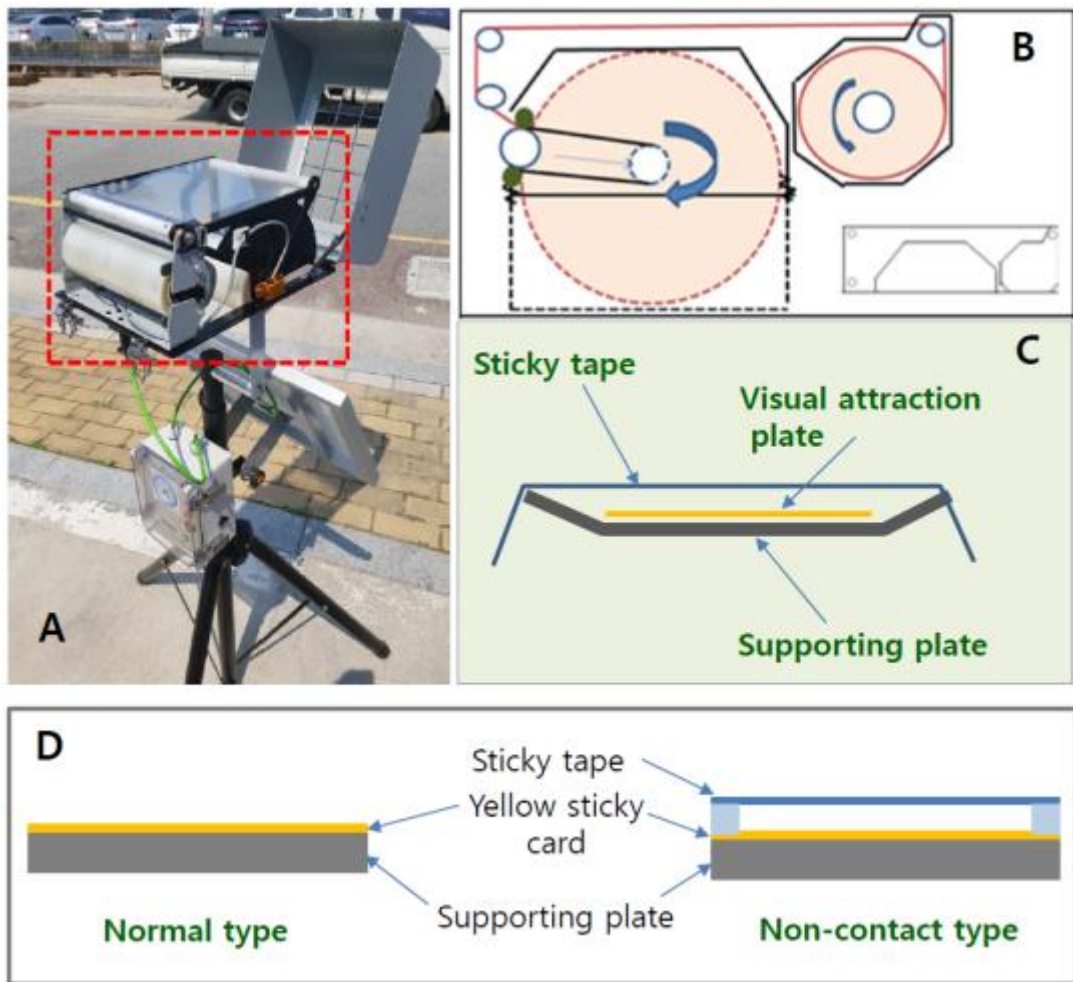 A
B
C
Sticky tape
Visual attraction
plate
Supporting plate
D
Sticky tape
Yellow sticky
card
Supporting plate
Normal type
Non-contact type